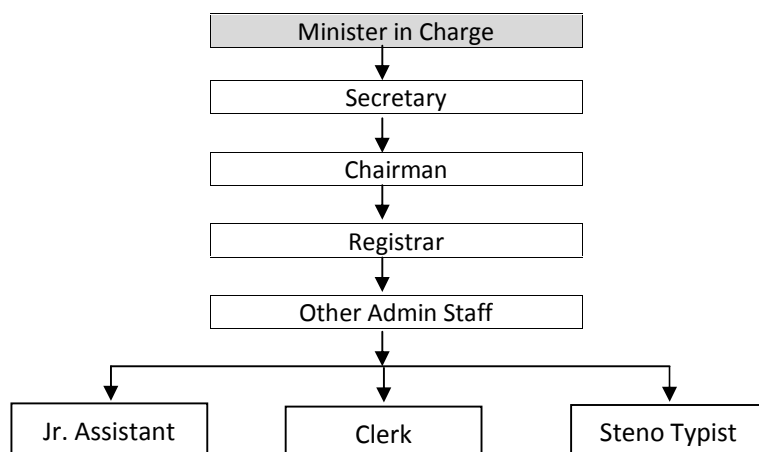 Minister in Charge
Secretary
Chairman
Registrar
Other Admin Staff
Jr. Assistant
Clerk
Steno Typist